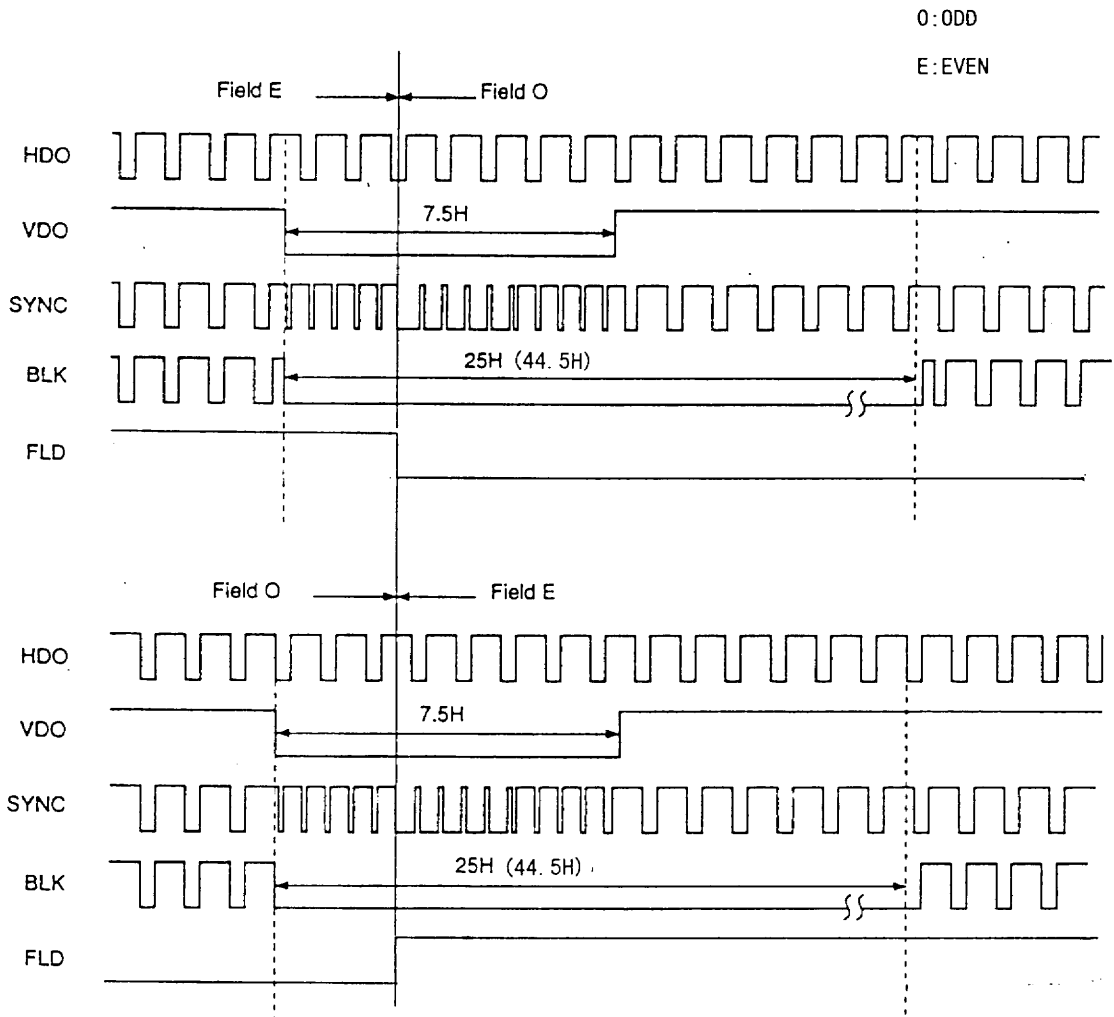 O:ODD
E:EVEN
Field E
Field O
HDO
VDO
7.5H
SYNC
BLK
25H (44.5H)
FLD
Field O
Field E
HDO
VDO
7.5H
SYNC
BLK
25H (44.5H)
FLD